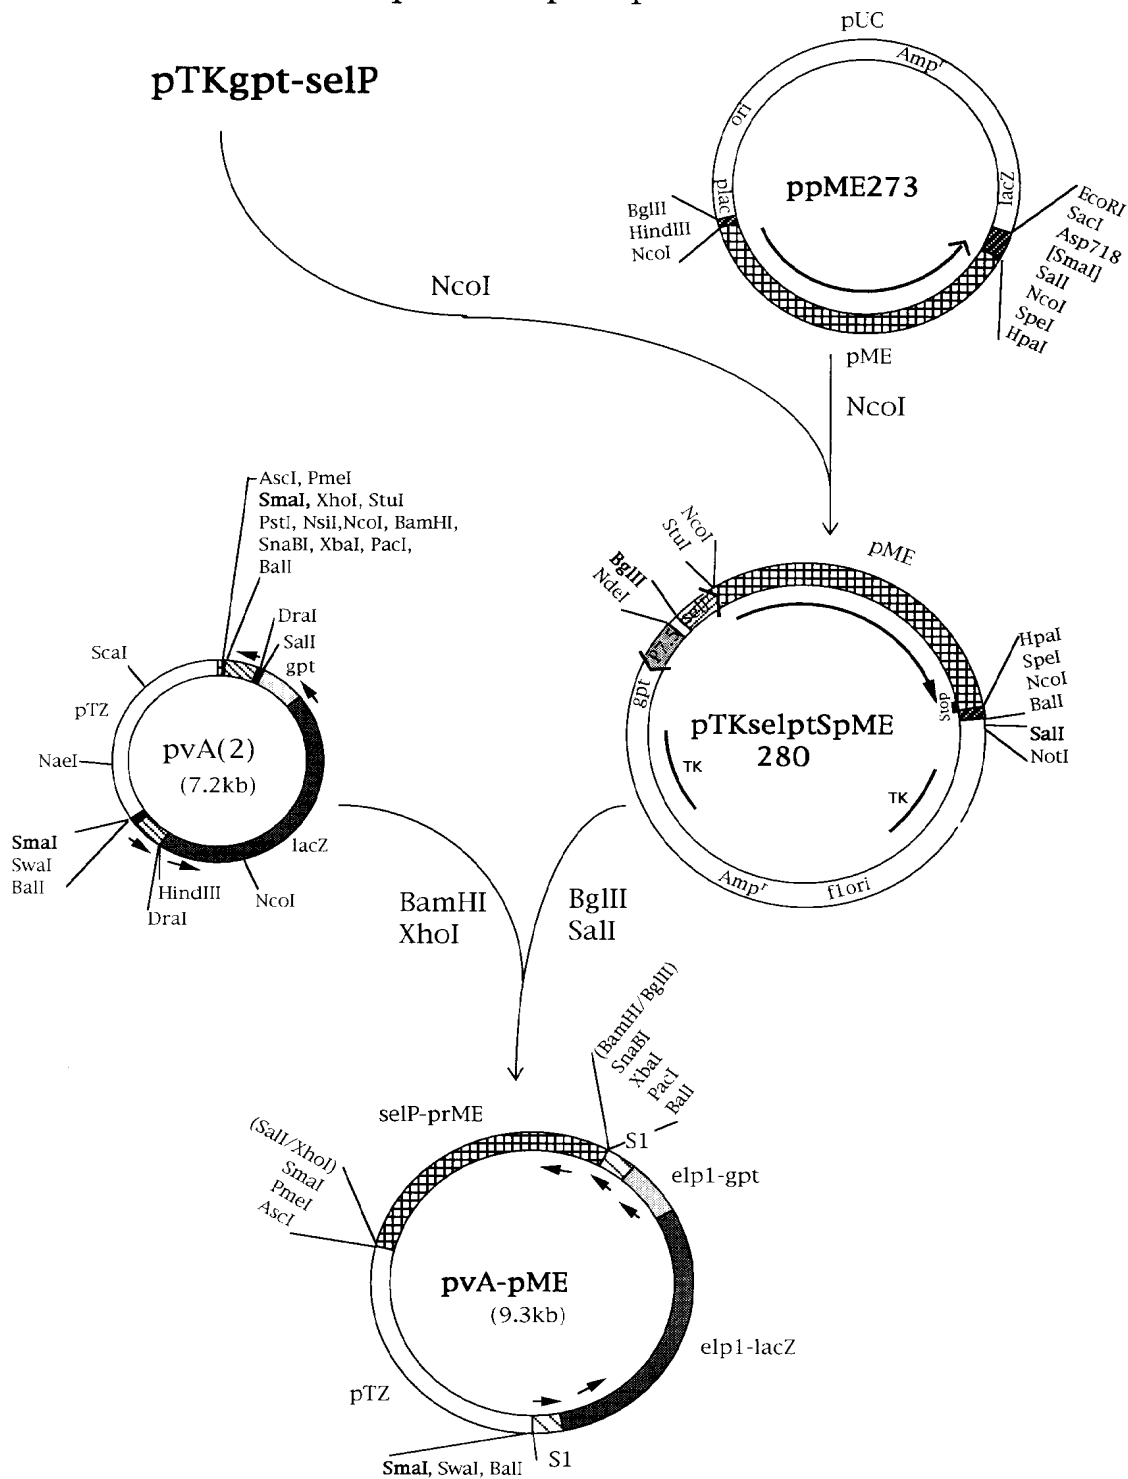 pUC
Amp^r
ori
plac
lacZ
pTKgpt-selP
ppME273
BglII
HindIII
NcoI
EcoRI
SacI
Asp718
[SmaI]
SalI
NcoI
SpeI
HpaI
pME
NcoI
NcoI
AscI, PmeI
SmaI, XhoI, StuI
PstI, NsiI,NcoI, BamHI,
SnaBI, XbaI, PacI,
BalI
DraI
SalI
gpt
ScaI
pTZ
NaeI
pvA(2)
(7.2kb)
SmaI
SwaI
BalI
HindIII
DraI
NcoI
lacZ
NcoI
StuI
BglII
NdeI
pME
SelP
P7.5
gpt
HpaI
SpeI
NcoI
BalI
SalI
NotI
Stop
pTKselptSpME
280
TK
TK
Amp^r
f1ori
BamHI
XhoI
BglII
SalI
(BamHI/BglII)
SnaBI
XbaI
PacI
BalI
selP-prME
S1
elp1-gpt
(SalI/XhoI)
SmaI
PmeI
AscI
pvA-pME
(9.3kb)
elp1-lacZ
pTZ
S1
SmaI, SwaI, BalI